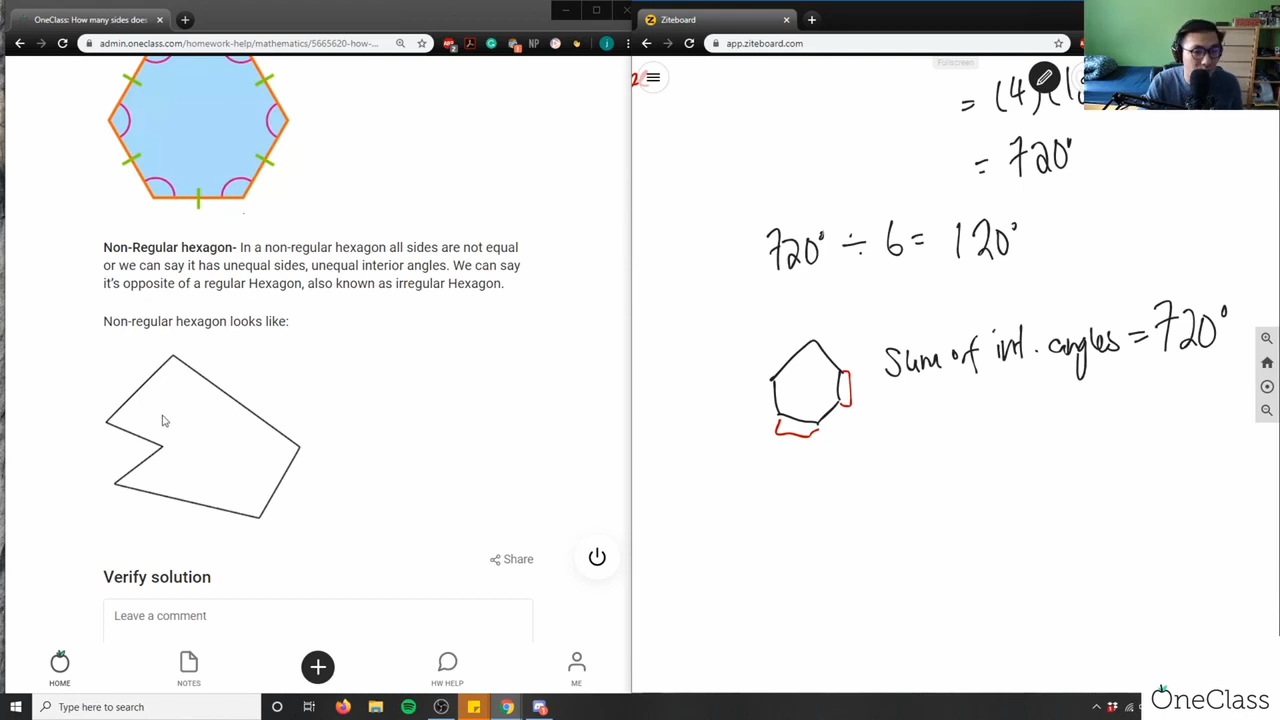 OneClass: How many sides does
Ziteboard
admin.oneclass.com/homework-help/mathematics/5665620-how-...
NP
app.ziteboard.com
Fullscreen
= (4)(1
= 720°
720° ÷ 6 = 120°
Non-Regular hexagon- In a non-regular hexagon all sides are not equal
or we can say it has unequal sides, unequal interior angles. We can say
it's opposite of a regular Hexagon, also known as irregular Hexagon.
Non-regular hexagon looks like:
Sum of int. angles = 720°
Share
Verify solution
Leave a comment
HOME
NOTES
HW HELP
ME
Type here to search
OneClass